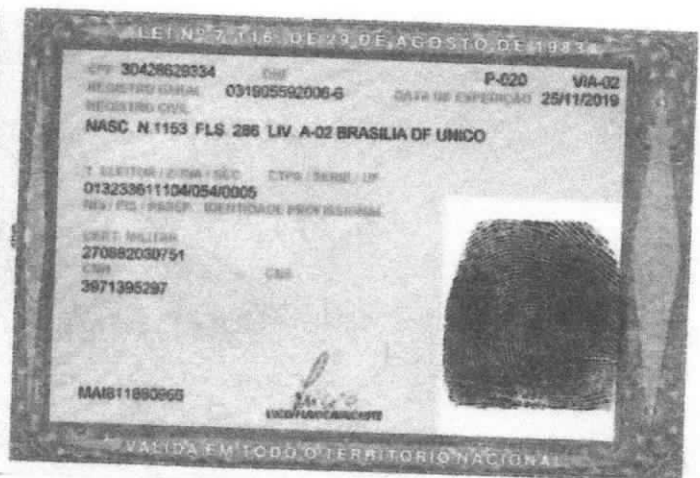 LEI Nº 7.116, DE 29 DE AGOSTO DE 1983
CPF 30428629334 DNI P-020 VIA-02
REGISTRO GERAL 031905592006-6 DATA DE EXPEDIÇÃO 25/11/2019
REGISTRO CIVIL
NASC. N.1153 FLS. 286 LIV. A-02 BRASILIA DF UNICO
T. ELEITOR / ZONA / SEC CTPS / SERIE / UF
013233611104/054/0005
NIS / PIS / PASEP IDENTIDADE PROFISSIONAL
CERT. MILITAR
270882030751
CNH CNS
3971395297
VÁLIDA EM TODO O TERRITÓRIO NACIONAL